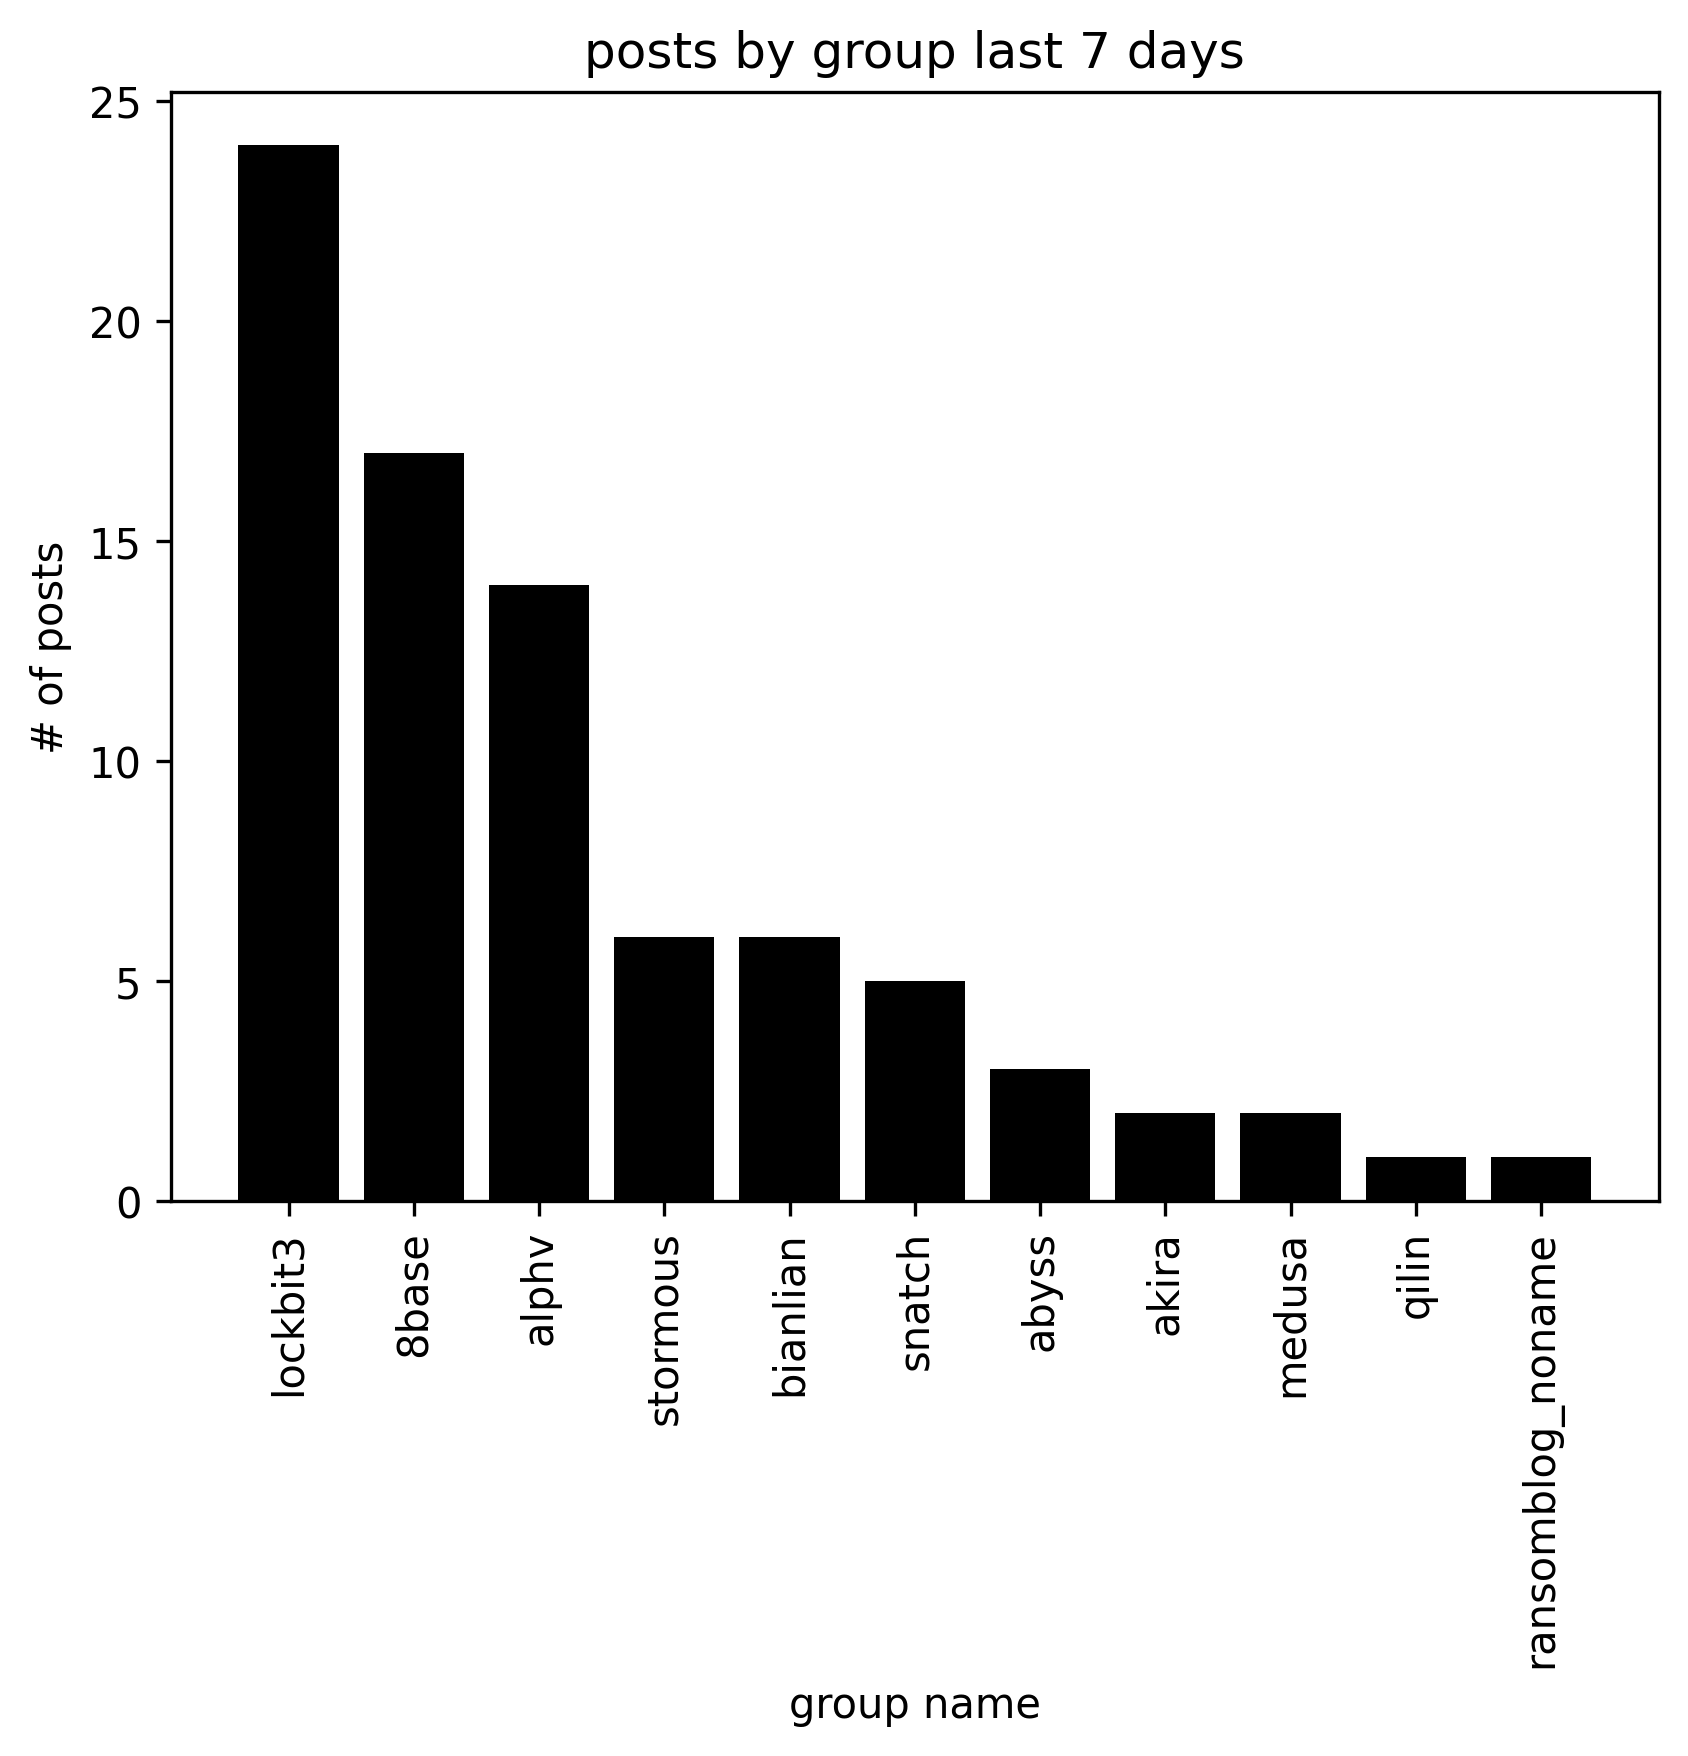 posts by group last 7 days
# of posts
25
20
15
10
5
0
lockbit3
8base
alphv
stormous
bianlian
snatch
abyss
akira
medusa
qilin
ransomblog_noname
group name